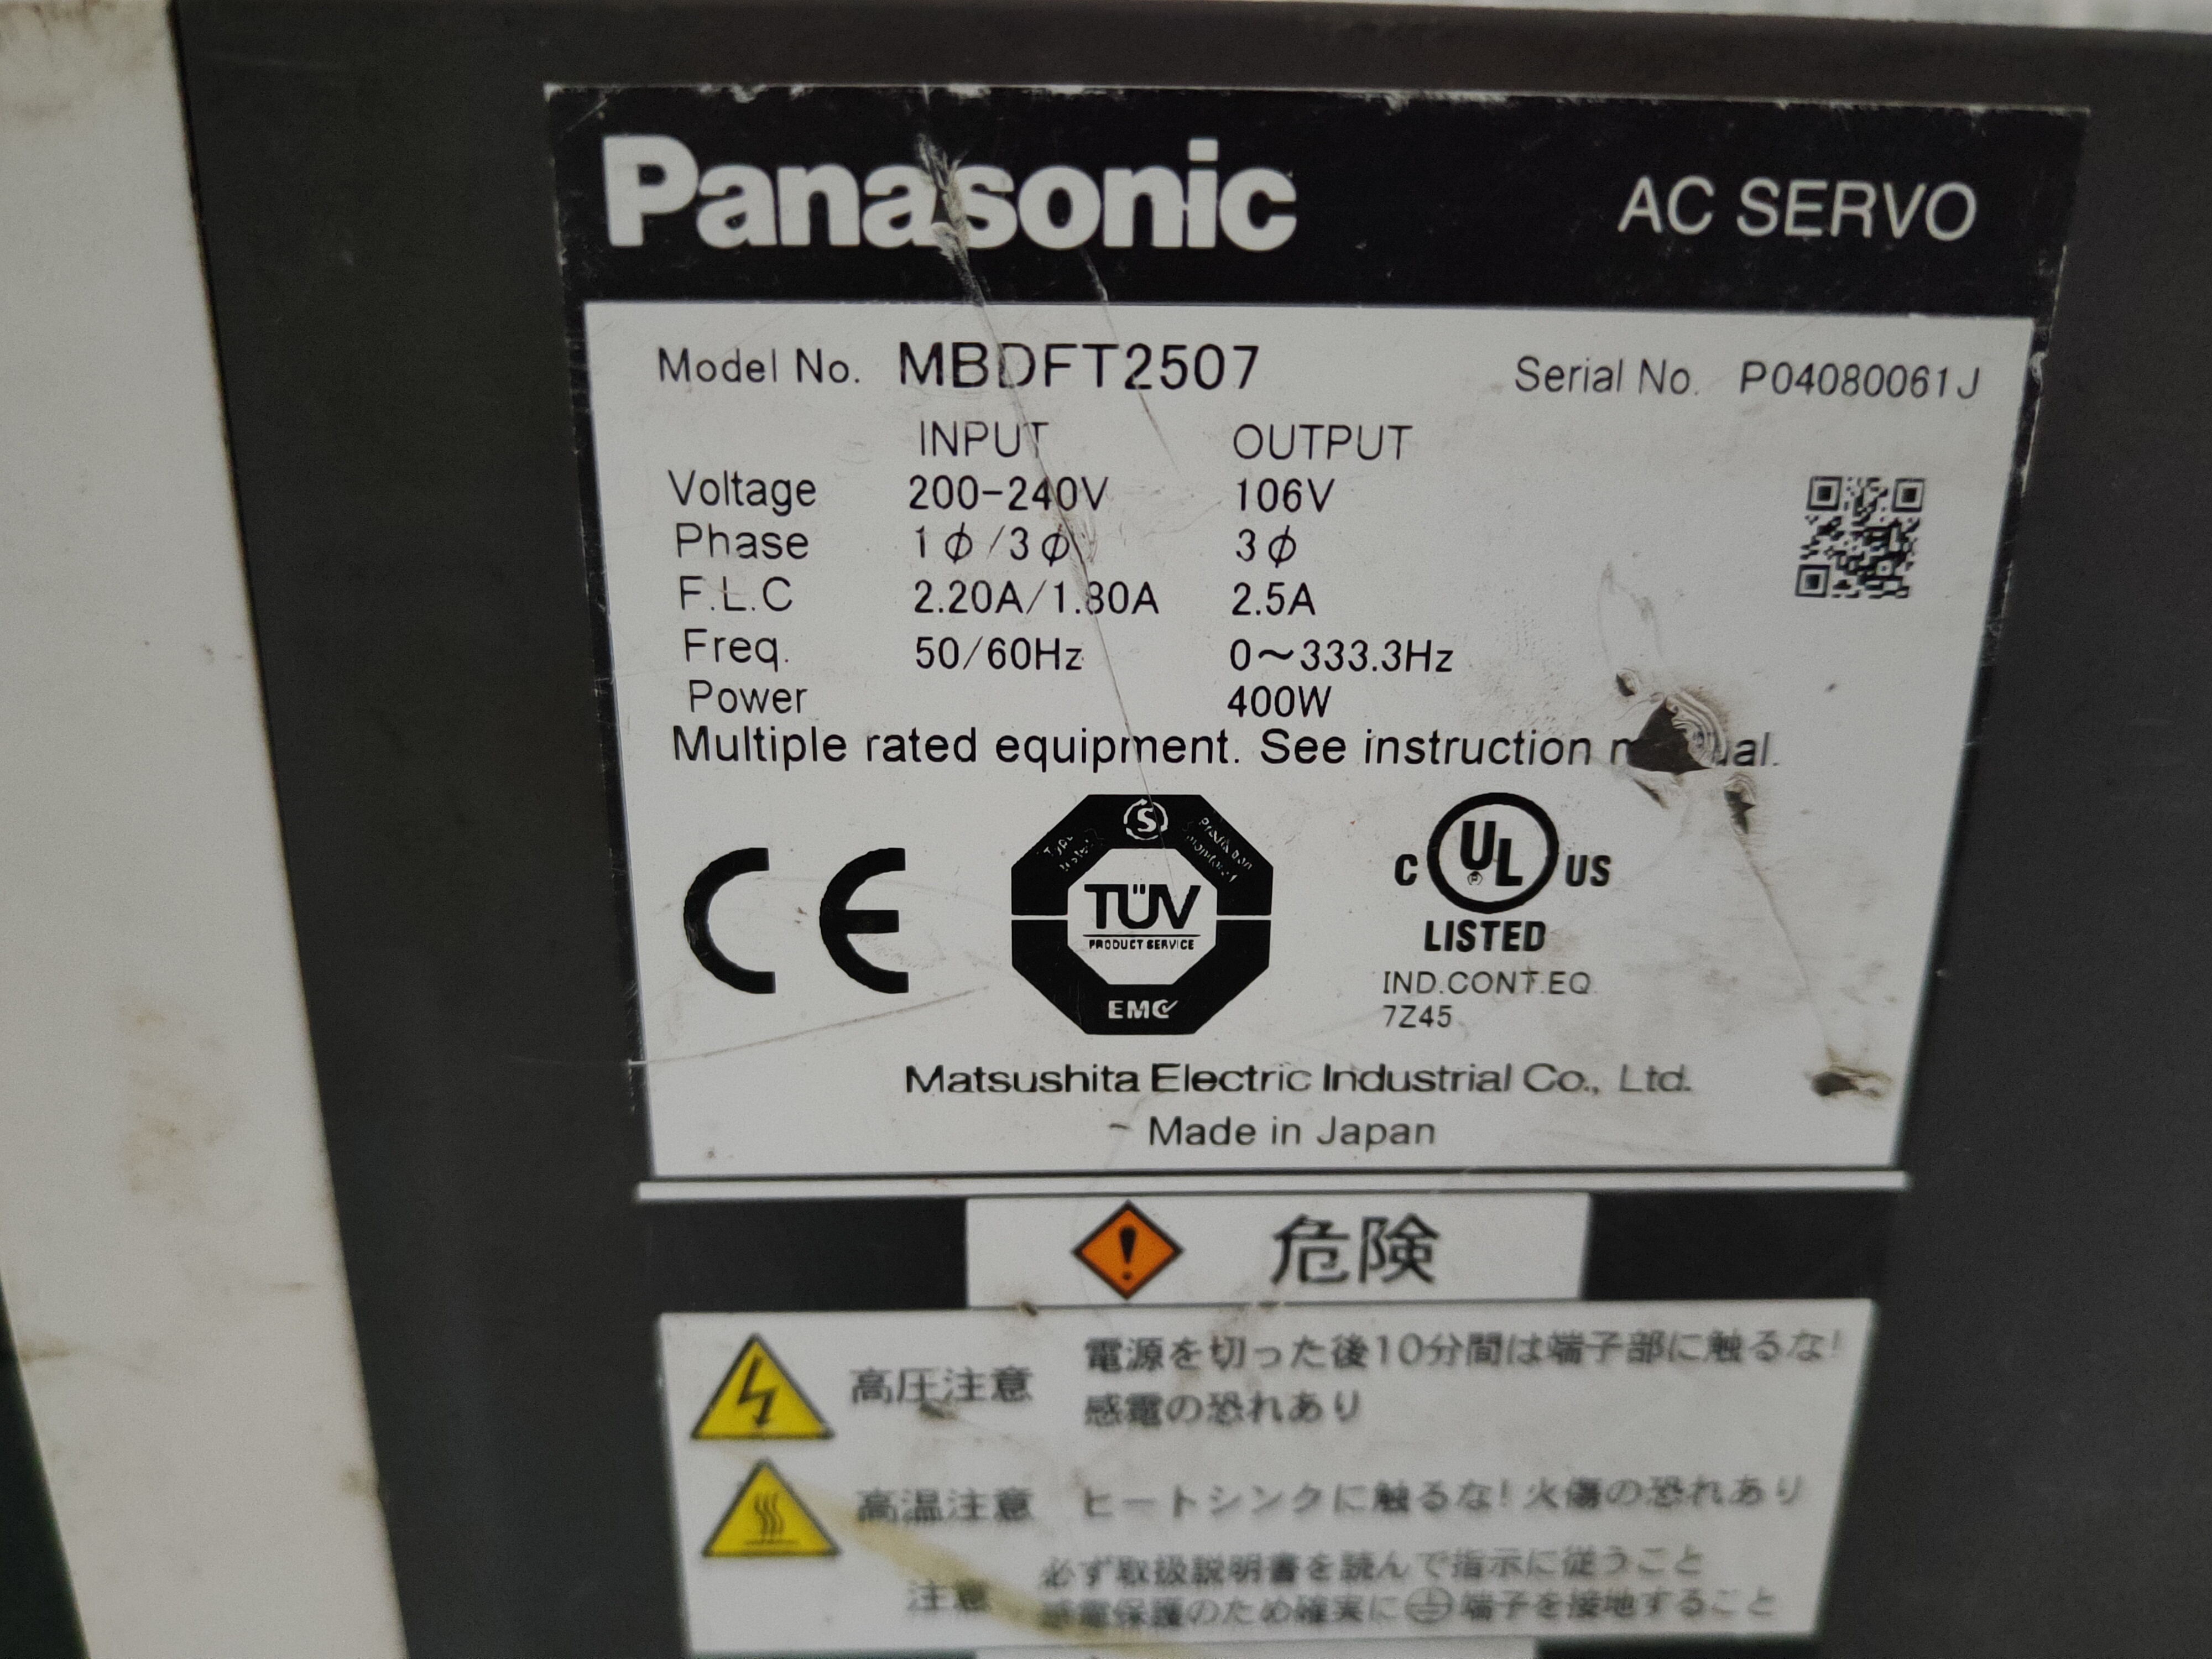 Panasonic AC SERVO
Model No. MBDFT2507 Serial No. P04080061J
INPUT OUTPUT
Voltage 200-240V 106V
Phase 1ϕ/3ϕ 3ϕ
F.L.C 2.20A/1.80A 2.5A
Freq. 50/60Hz 0～333.3Hz
Power 400W
Multiple rated equipment. See instruction
CE
S
TÜV
PRODUCT SERVICE
EMC
C UL US
LISTED
IND.CONT.EQ.
7Z45
Matsushita Electric Industrial Co., Ltd.
Made in Japan
危険
高圧注意 電源を切った後10分間は端子部に触るな!
感電の恐れあり
高温注意 ヒートシンクに触るな! 火傷の恐れあり
注意 必ず取扱説明書を読んで指示に従うこと
感電保護のため確実に⏚端子を接地すること